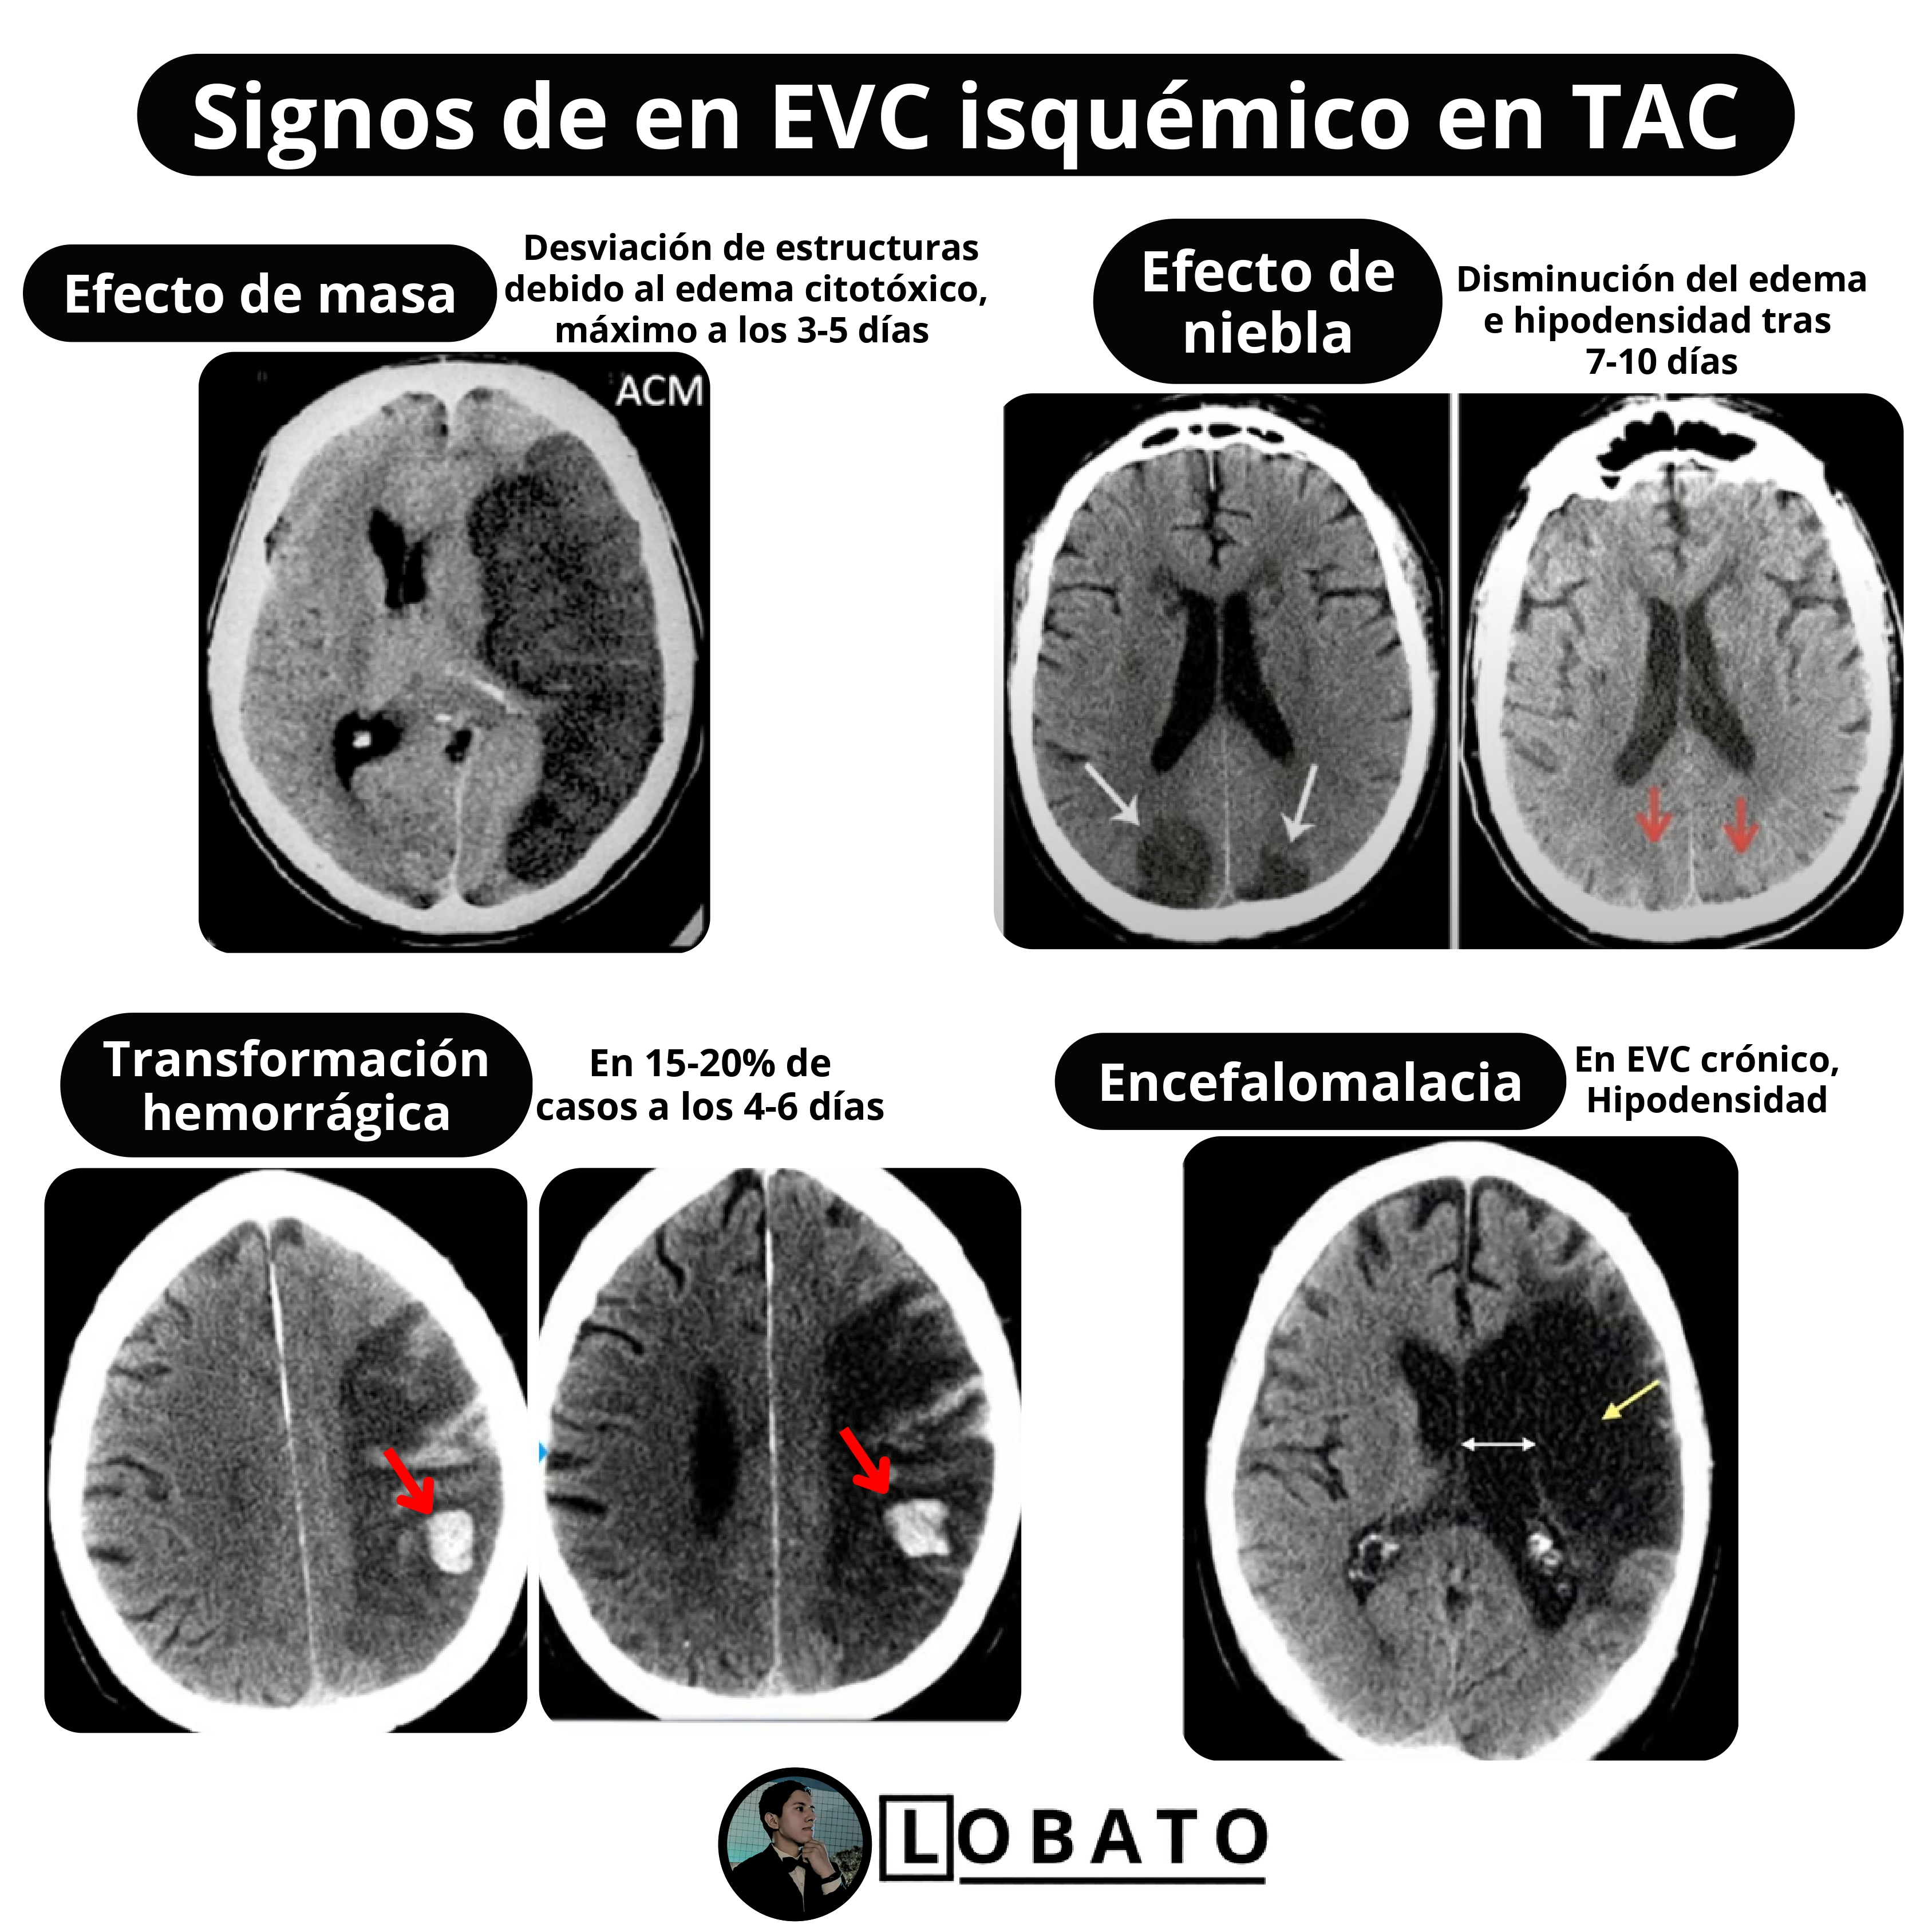 Signos de en EVC isquémico en TAC
Efecto de masa
Desviación de estructuras
debido al edema citotóxico,
máximo a los 3-5 días
ACM
Efecto de
niebla
Disminución del edema
e hipodensidad tras
7-10 días
Transformación
hemorrágica
En 15-20% de
casos a los 4-6 días
Encefalomalacia
En EVC crónico,
Hipodensidad
LOBATO